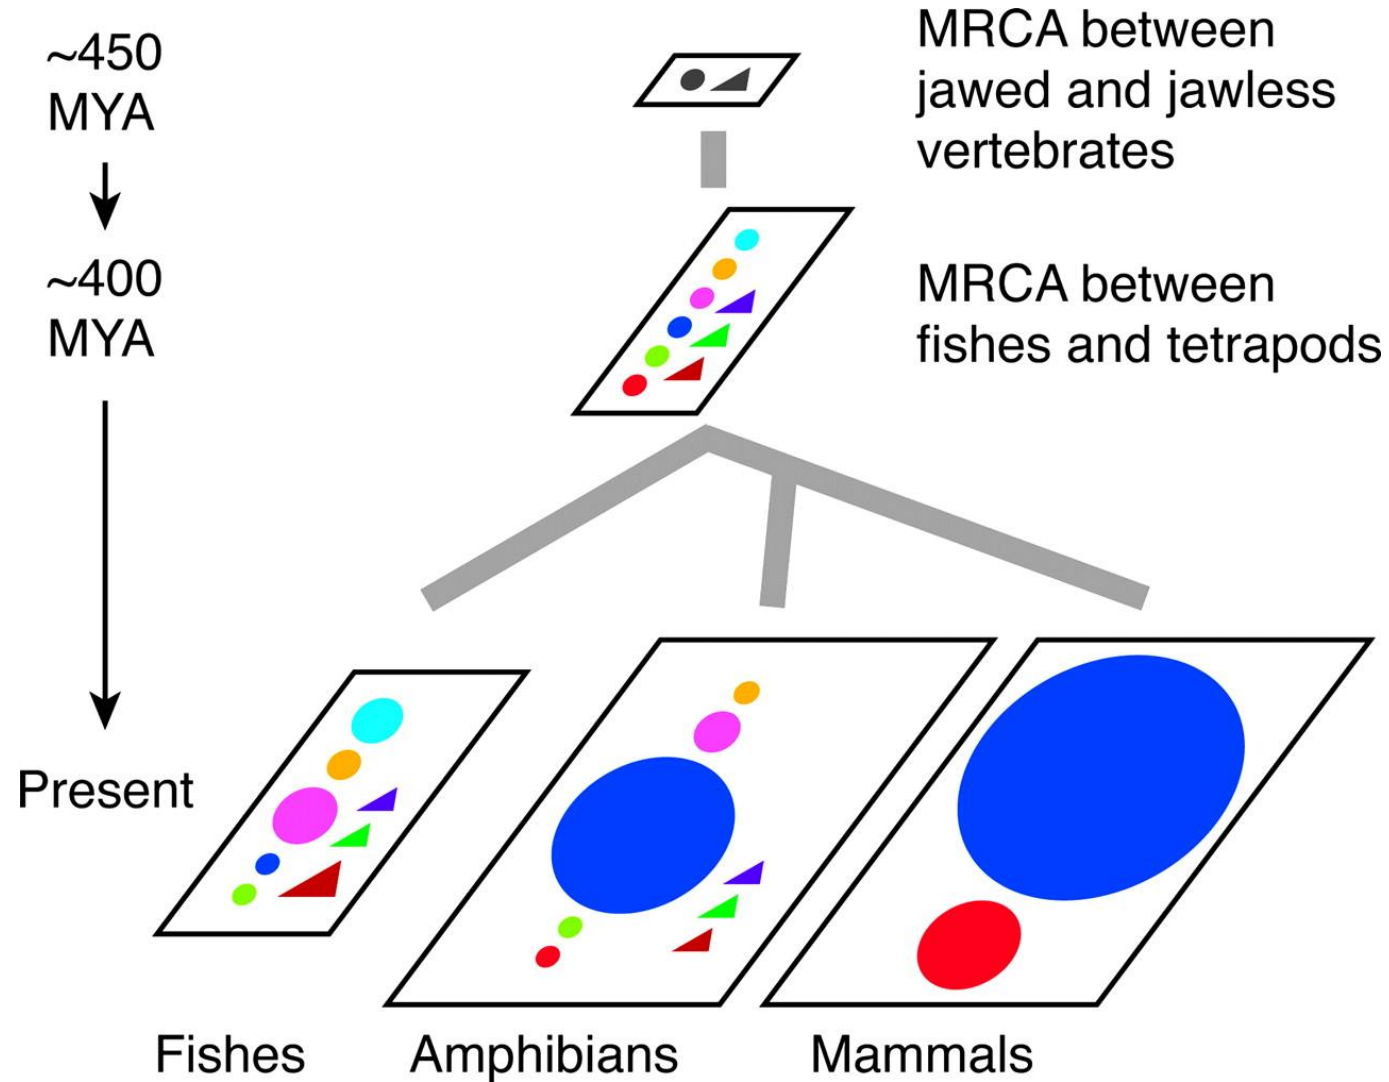 ~450
MYA
MRCA between
jawed and jawless
vertebrates
~400
MYA
MRCA between
fishes and tetrapods
Present
Fishes
Amphibians
Mammals